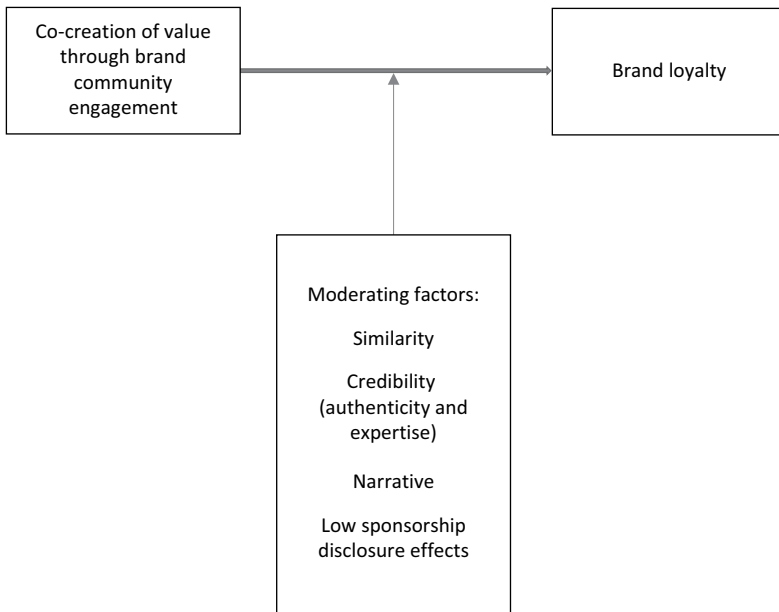 Co-creation of value
through brand
community
engagement
Brand loyalty
Moderating factors:
Similarity
Credibility
(authenticity and
expertise)
Narrative
Low sponsorship
disclosure effects